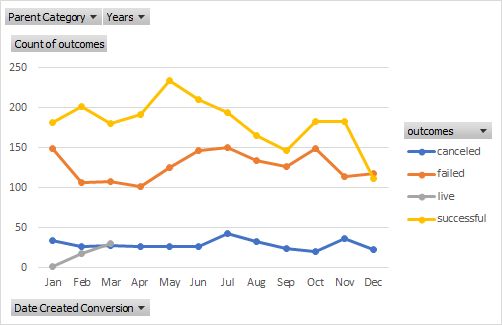 Parent Category Years
Count of outcomes
250
200
150
100
50
0
Jan Feb Mar Apr May Jun Jul Aug Sep Oct Nov Dec
outcomes
canceled
failed
live
successful
Date Created Conversion